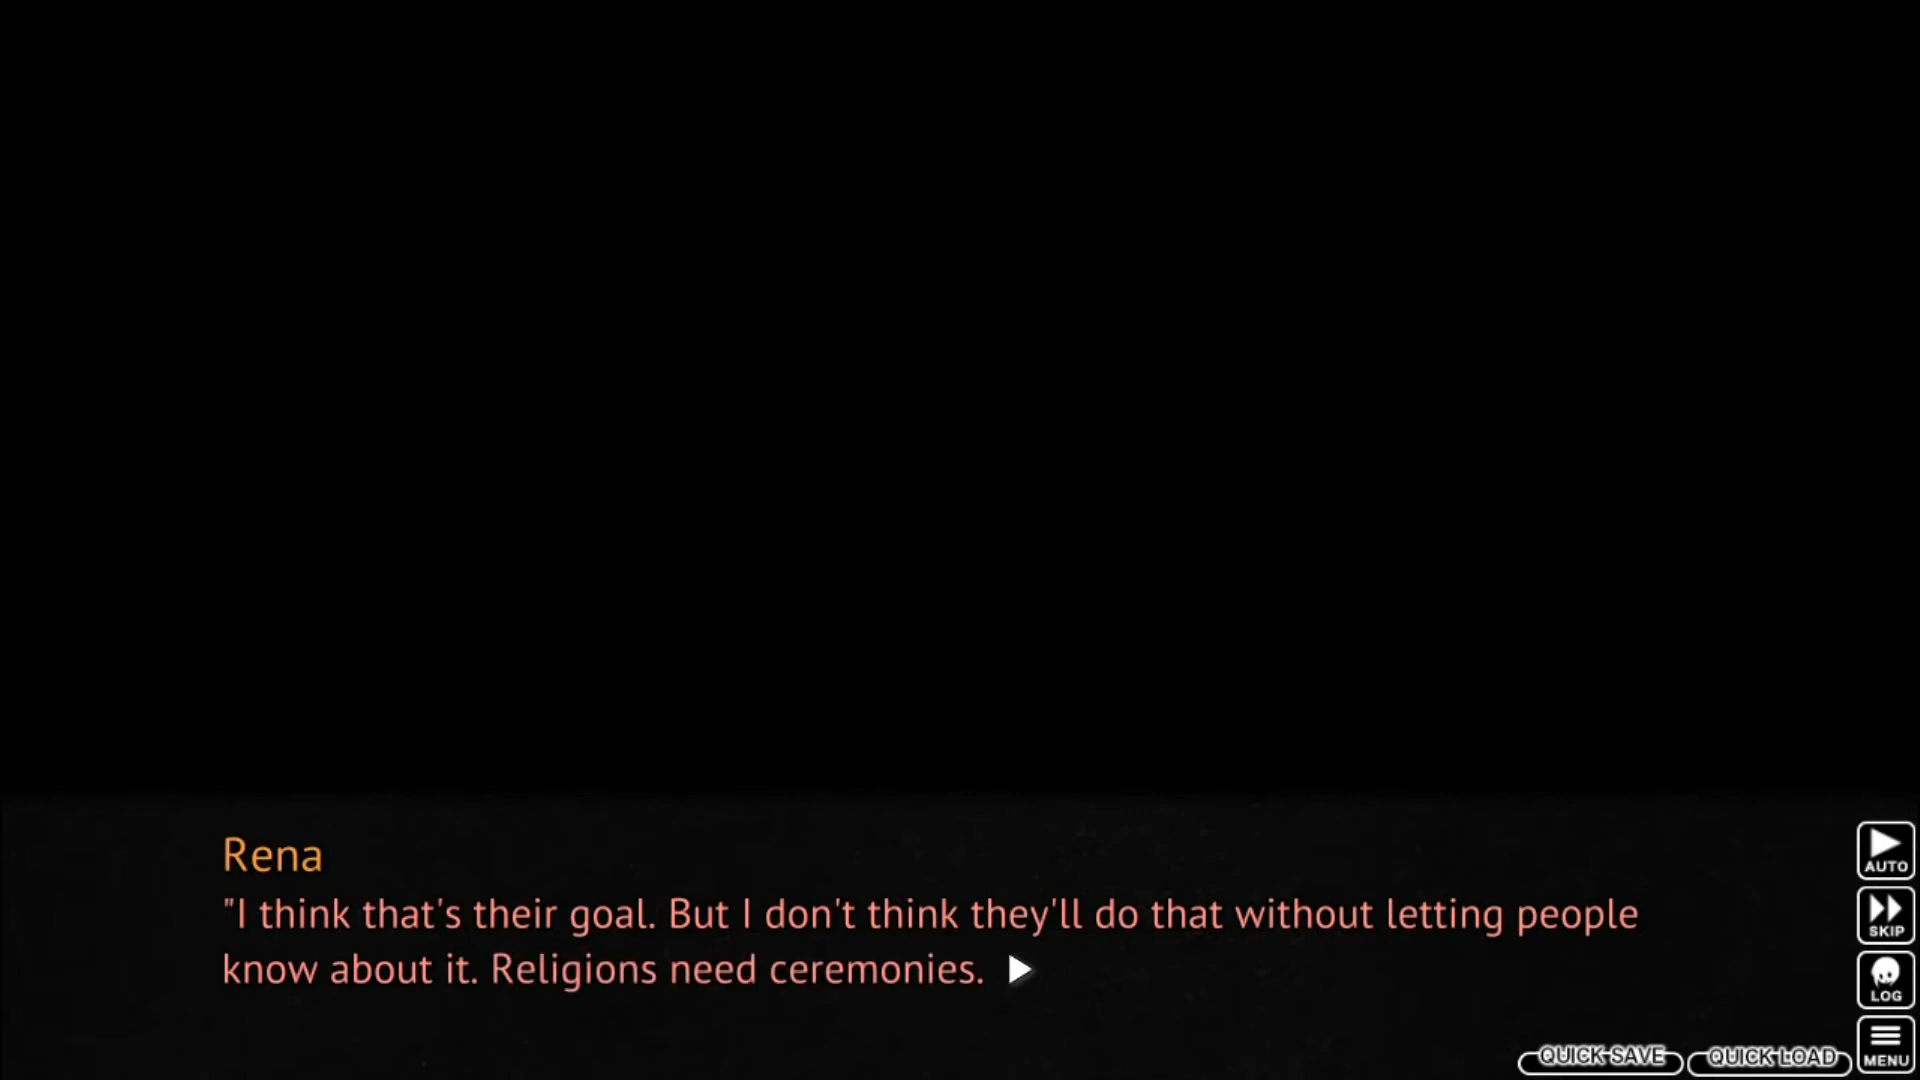 Rena
"I think that's their goal. But I don't think they'll do that without letting people
know about it. Religions need ceremonies.
AUTO
SKIP
LOG
MENU
QUICK SAVE
QUICK LOAD